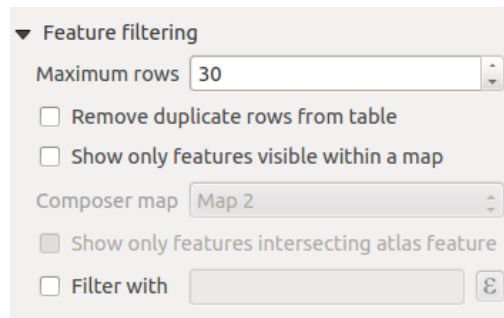 Feature filtering
Maximum rows 30
Remove duplicate rows from table
Show only features visible within a map
Composer map Map 2
Show only features intersecting atlas feature
Filter with ε